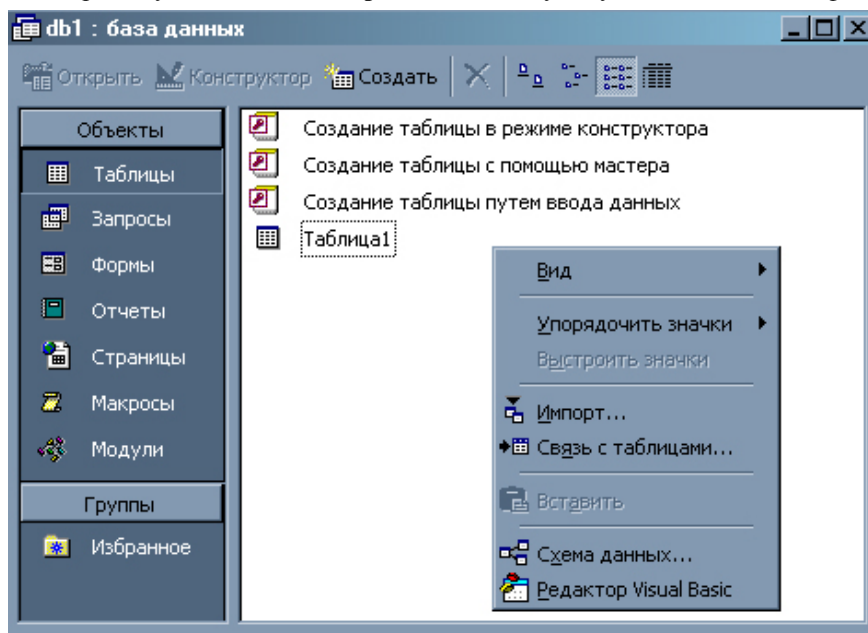 db1 : база данных
Открыть Конструктор Создать
Объекты
Таблицы
Запросы
Формы
Отчеты
Страницы
Макросы
Модули
Группы
Избранное
Создание таблицы в режиме конструктора
Создание таблицы с помощью мастера
Создание таблицы путем ввода данных
Таблица1
Вид
Упорядочить значки
Выстроить значки
Импорт...
Связь с таблицами...
Вставить
Схема данных...
Редактор Visual Basic